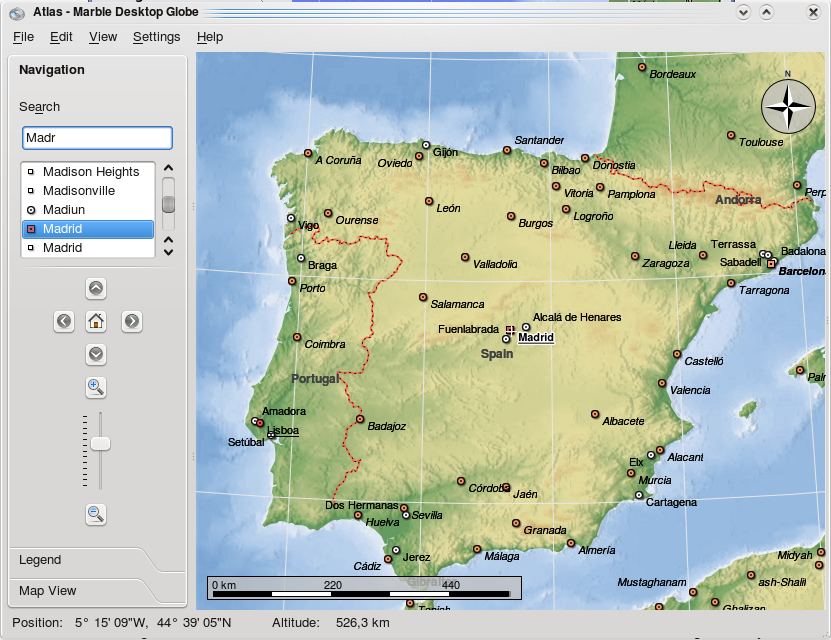 Atlas - Marble Desktop Globe
File Edit View Settings Help
Navigation
Search
Madr
Madison Heights
Madisonville
Madiun
Madrid
Madrid
Legend
Map View
N
Bordeaux
Toulouse
Santander
Gijón
A Coruña
Oviedo
Bilbao
Donostia
Vitoria
Pamplona
Perp
Andorra
León
Burgos
Logroño
Vigo
Ourense
Lleida
Terrassa
Badalona
Sabadell
Barcelon
Braga
Valladolid
Zaragoza
Porto
Tarragona
Salamanca
Alcalá de Henares
Fuenlabrada
Madrid
Spain
Coimbra
Castelló
Portugal
Palr
Valencia
Amadora
Lisboa
Setúbal
Badajoz
Albacete
Elx
Alacant
Murcia
Córdoba
Jaén
Cartagena
Dos Hermanas
Huelva
Sevilla
Granada
Almería
Jerez
Málaga
Cádiz
Midyah
Mustaghanam
ash-Shalif
Ghalizan
0 km 220 440
Position: 5° 15' 09"W, 44° 39' 05"N Altitude: 526,3 km